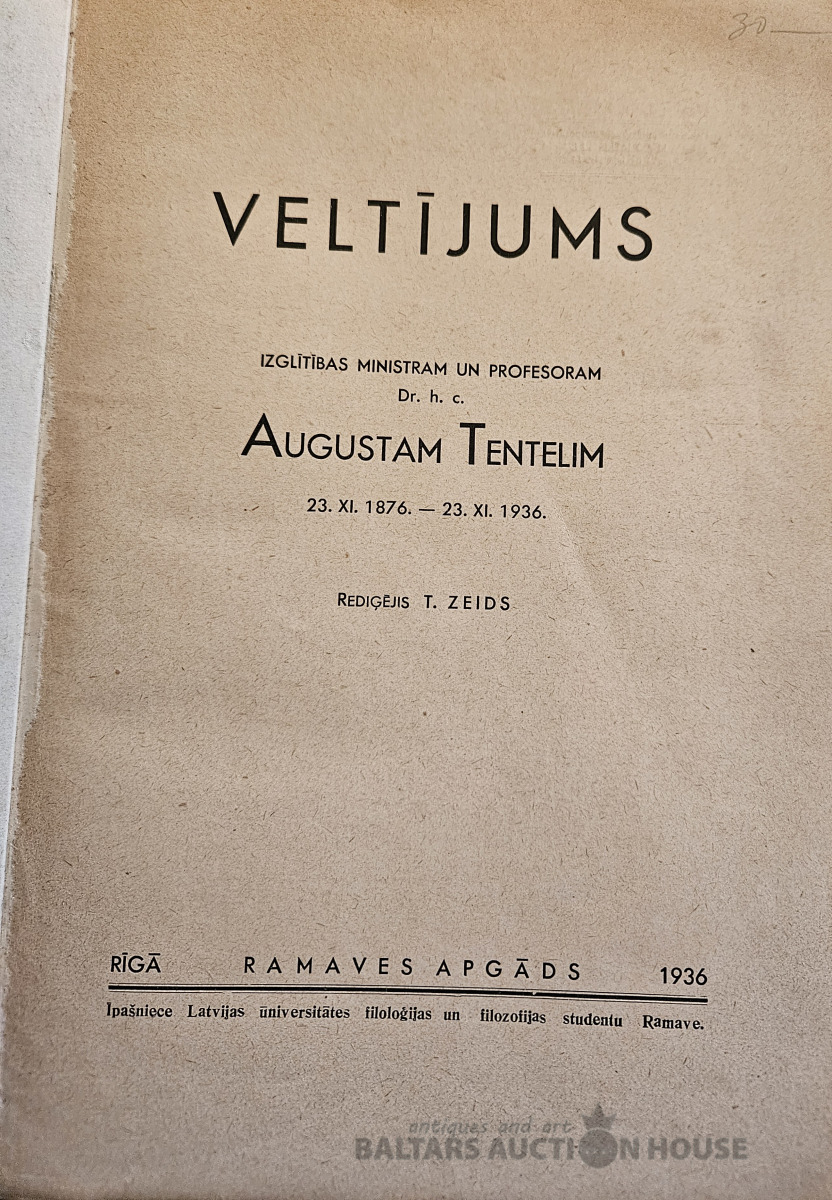 30
VELTĪJUMS
IZGLĪTĪBAS MINISTRAM UN PROFESORAM
Dr. h. c.
AUGUSTAM TENTELIM
23. XI. 1876. — 23. XI. 1936.
REDIĢĒJIS T. ZEIDS
RĪGĀ RAMAVES APGĀDS 1936
Īpašniece Latvijas ūniversitātes filoloģijas un filozofijas studentu Ramave.
antiques and art
BALTARS AUCTION HOUSE